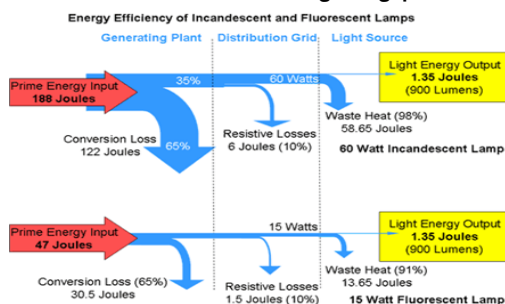 Energy Efficiency of Incandescent and Fluorescent Lamps
Generating Plant Distribution Grid Light Source
Prime Energy Input
188 Joules
35%
60 Watts
Light Energy Output
1.35 Joules
(900 Lumens)
Conversion Loss
122 Joules
65%
Resistive Losses
6 Joules (10%)
Waste Heat (98%)
58.65 Joules
60 Watt Incandescent Lamp
Prime Energy Input
47 Joules
15 Watts
Light Energy Output
1.35 Joules
(900 Lumens)
Conversion Loss (65%)
30.5 Joules
Resistive Losses
1.5 Joules (10%)
Waste Heat (91%)
13.65 Joules
15 Watt Fluorescent Lamp